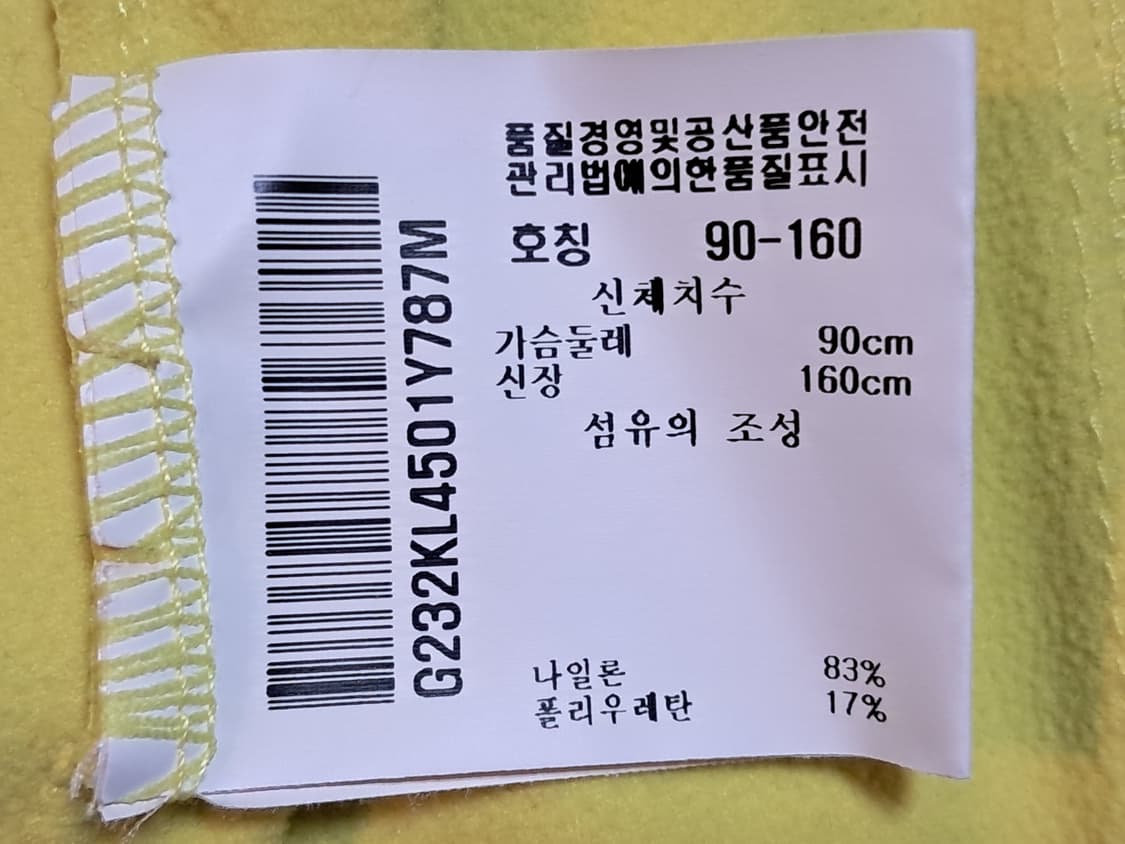 품질경영및공산품안전
관리법에의한품질표시
호칭 90-160
신체치수
가슴둘레 90cm
신장 160cm
섬유의 조성
나일론 83%
폴리우레탄 17%
G232KL4501Y787M